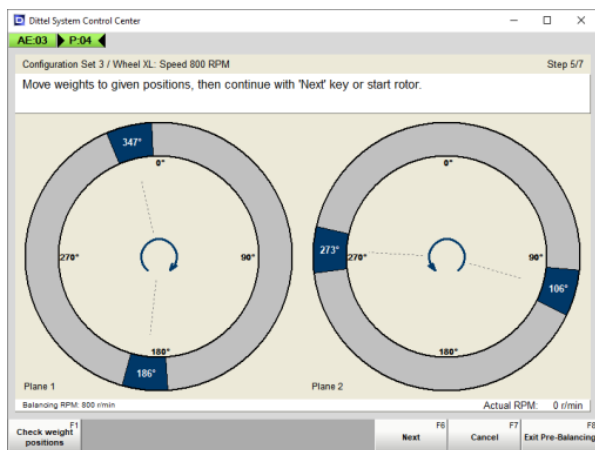 Dittel System Control Center
AE:03 P:04
Configuration Set 3 / Wheel XL: Speed 800 RPM Step 5/7
Move weights to given positions, then continue with 'Next' key or start rotor.
347°
0°
270° 90°
180°
186°
Plane 1
0°
273° 270° 90°
106°
180°
Plane 2
Balancing RPM: 800 r/min Actual RPM: 0 r/min
F1 F6 F7 F8
Check weight positions Next Cancel Exit Pre-Balancing